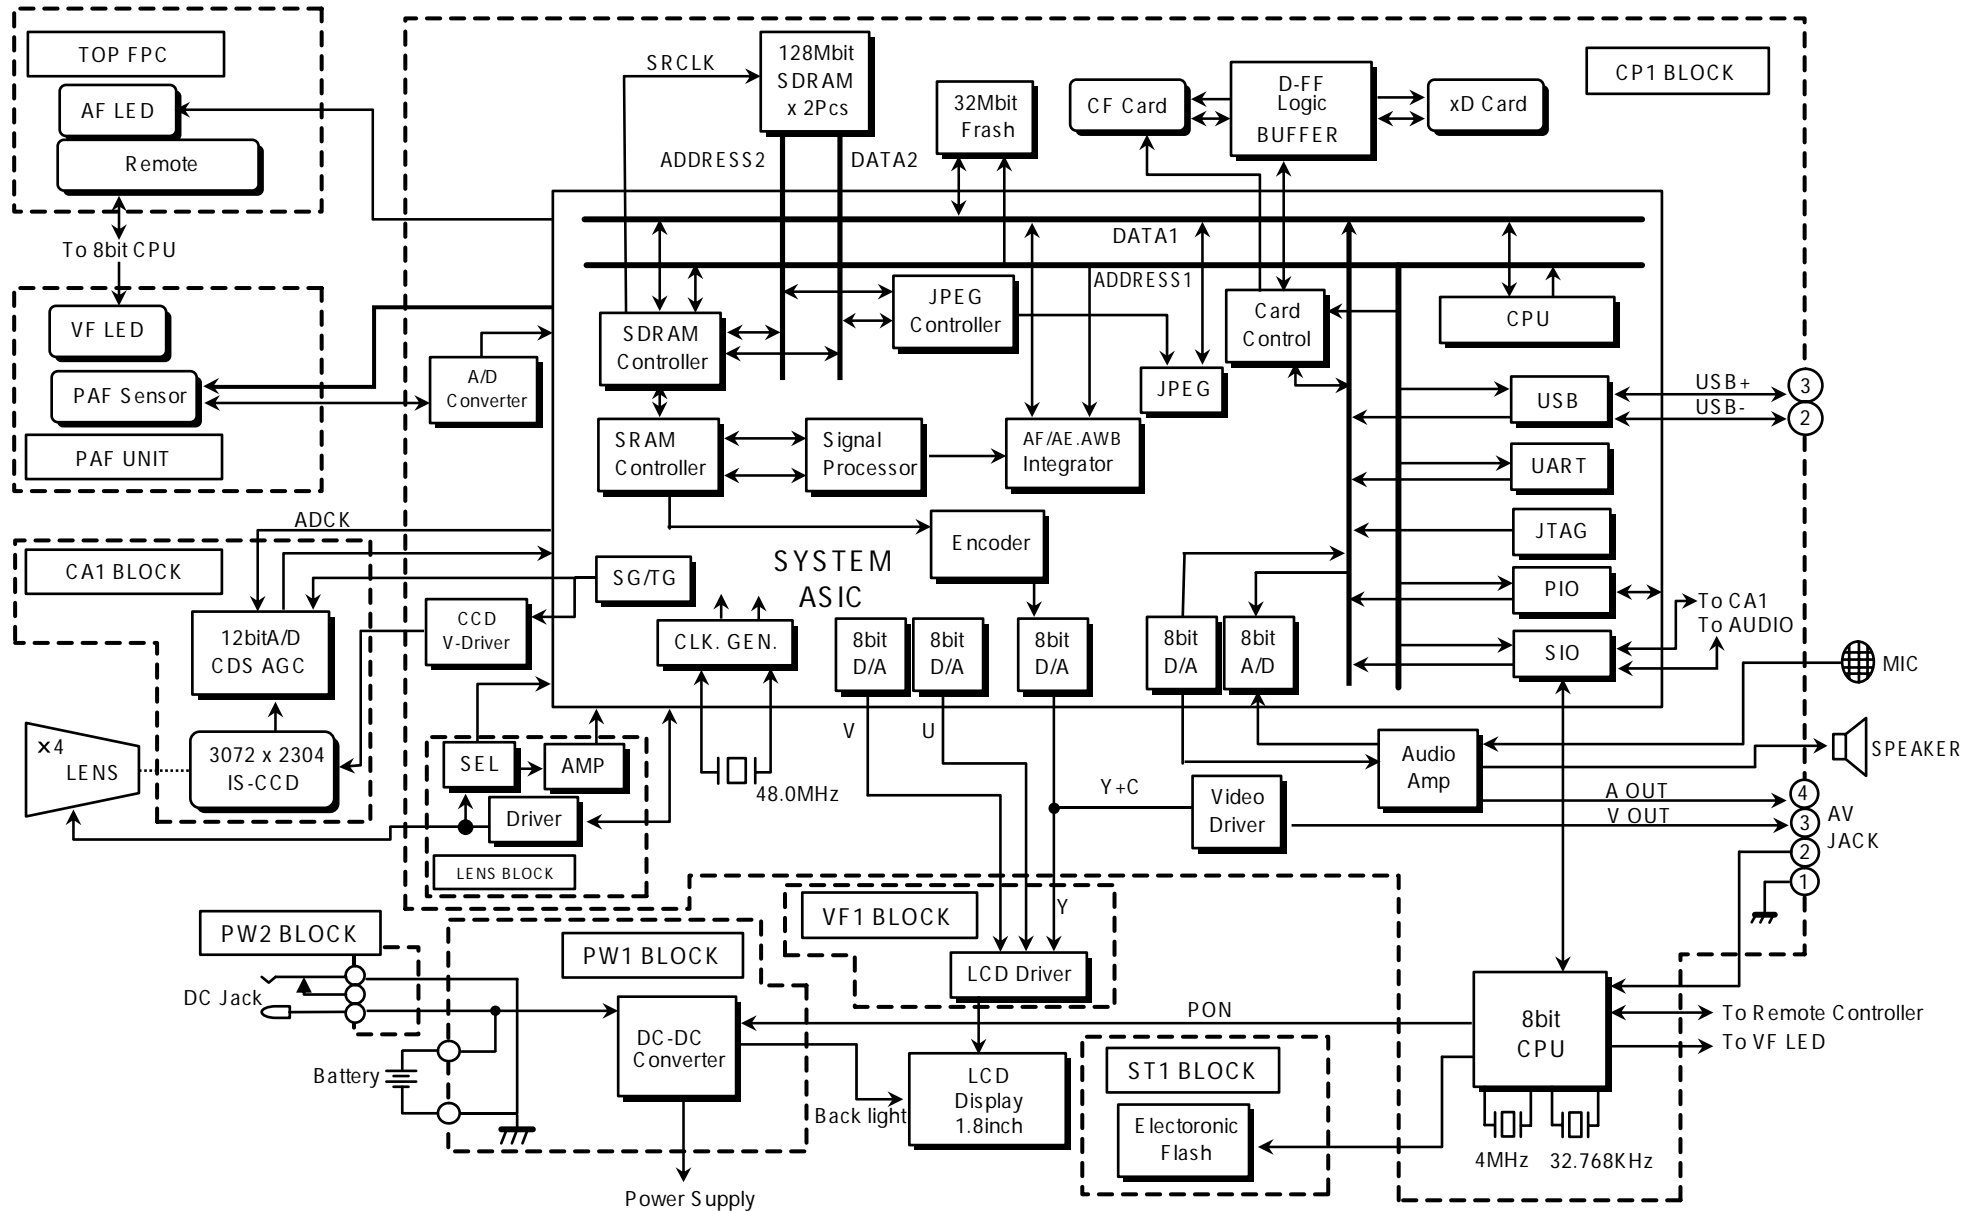 TOP FPC
AF LED
Remote
To 8bit CPU
VF LED
PAF Sensor
PAF UNIT
A/D
Converter
SRCLK
128Mbit
SDRAM
x 2Pcs
ADDRESS2
DATA2
32Mbit
Frash
CF Card
D-FF
Logic
BUFFER
xD Card
CP1 BLOCK
DATA1
ADDRESS1
SDRAM
Controller
JPEG
Controller
JPEG
Card
Control
CPU
USB
USB+
USB-
3
2
SRAM
Controller
Signal
Processor
AF/AE.AWB
Integrator
UART
JTAG
PIO
SIO
To CA1
To AUDIO
Encoder
SYSTEM
ASIC
ADCK
CA1 BLOCK
SG/TG
CCD
V-Driver
12bitA/D
CDS AGC
CLK. GEN.
8bit
D/A
8bit
D/A
8bit
D/A
8bit
D/A
8bit
A/D
MIC
×4
LENS
3072 x 2304
IS-CCD
SEL
AMP
Driver
LENS BLOCK
48.0MHz
V
U
Y+C
Video
Driver
Audio
Amp
SPEAKER
A OUT
V OUT
4
3
2
1
AV
JACK
PW2 BLOCK
DC Jack
Battery
PW1 BLOCK
DC-DC
Converter
Power Supply
VF1 BLOCK
Y
LCD Driver
PON
Back light
LCD
Display
1.8inch
ST1 BLOCK
Electoronic
Flash
8bit
CPU
To Remote Controller
To VF LED
4MHz
32.768KHz